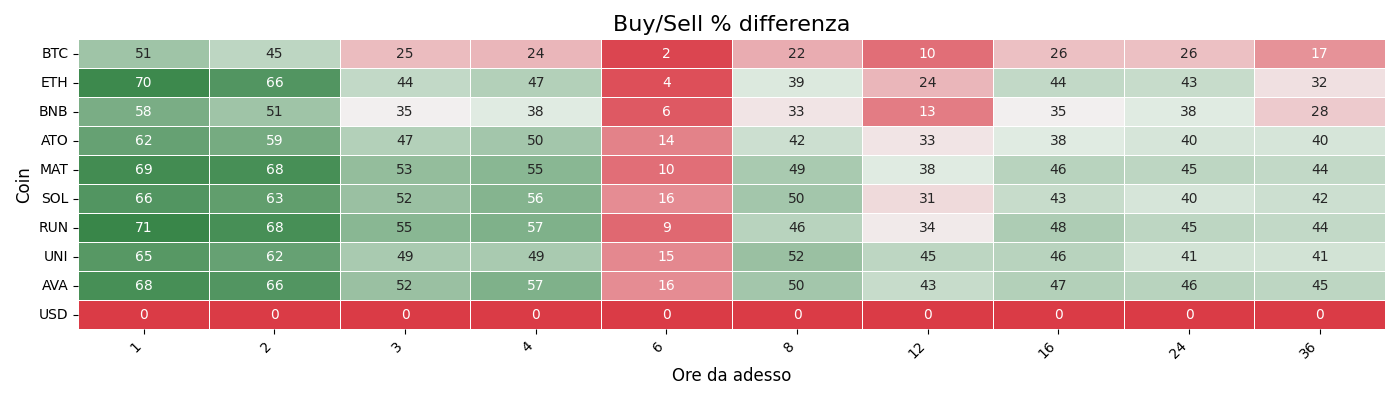 Buy/Sell % differenza
Coin
BTC 51 45 25 24 2 22 10 26 26 17
ETH 70 66 44 47 4 39 24 44 43 32
BNB 58 51 35 38 6 33 13 35 38 28
ATO 62 59 47 50 14 42 33 38 40 40
MAT 69 68 53 55 10 49 38 46 45 44
SOL 66 63 52 56 16 50 31 43 40 42
RUN 71 68 55 57 9 46 34 48 45 44
UNI 65 62 49 49 15 52 45 46 41 41
AVA 68 66 52 57 16 50 43 47 46 45
USD 0 0 0 0 0 0 0 0 0 0
1 2 3 4 6 8 12 16 24 36
Ore da adesso